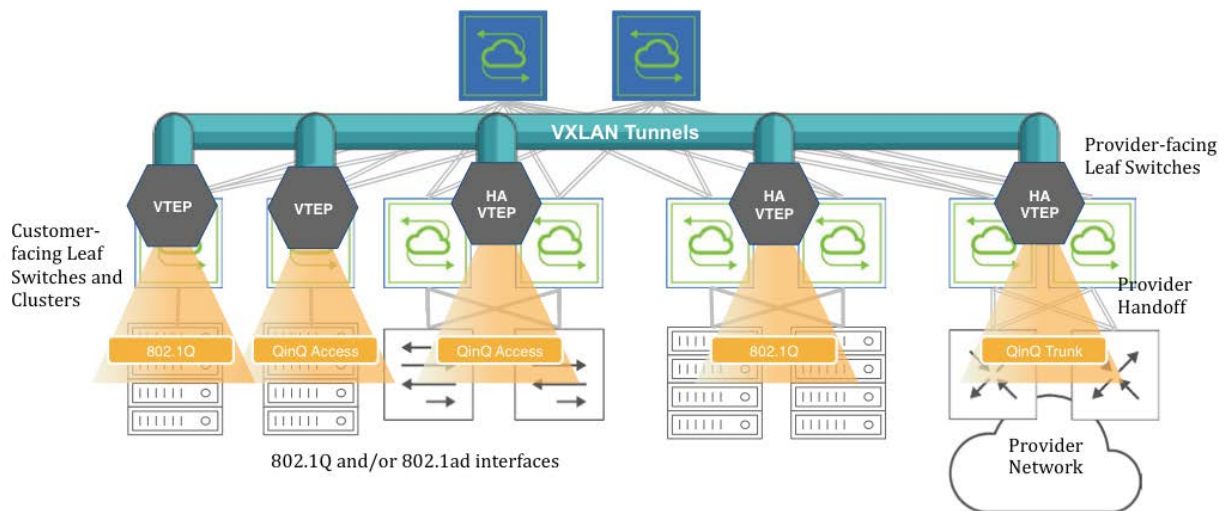 VXLAN Tunnels
Provider-facing
Leaf Switches
VTEP
VTEP
HA
VTEP
HA
VTEP
HA
VTEP
Customer-
facing Leaf
Switches and
Clusters
Provider
Handoff
802.1Q
QinQ Access
QinQ Access
802.1Q
QinQ Trunk
802.1Q and/or 802.1ad interfaces
Provider
Network